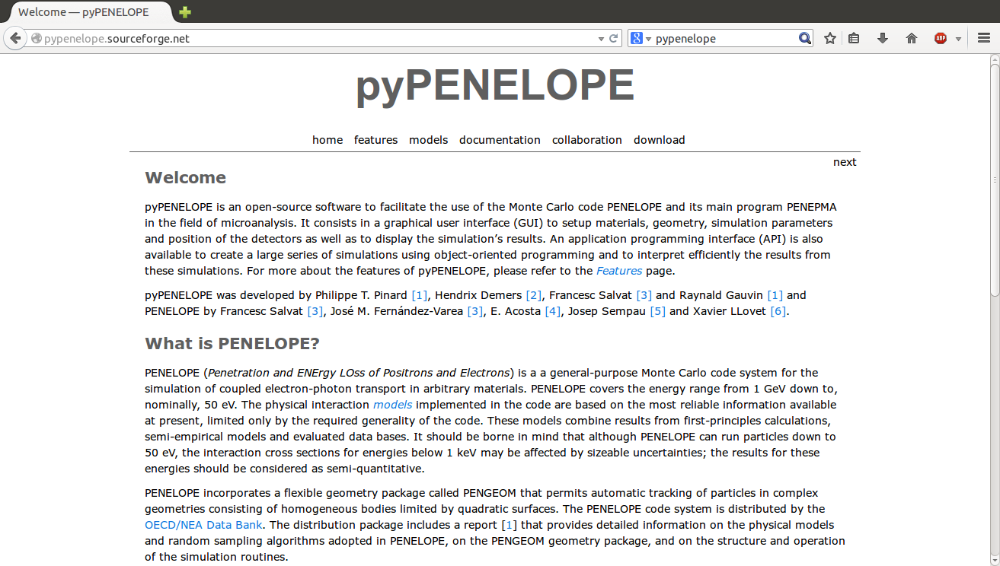 Welcome — pyPENELOPE
pypenelope.sourceforge.net
8
pypenelope
ABP
pyPENELOPE
home features models documentation collaboration download
next
Welcome
pyPENELOPE is an open-source software to facilitate the use of the Monte Carlo code PENELOPE and its main program PENEPMA
in the field of microanalysis. It consists in a graphical user interface (GUI) to setup materials, geometry, simulation parameters
and position of the detectors as well as to display the simulation’s results. An application programming interface (API) is also
available to create a large series of simulations using object-oriented programming and to interpret efficiently the results from
these simulations. For more about the features of pyPENELOPE, please refer to the Features page.
pyPENELOPE was developed by Philippe T. Pinard [1], Hendrix Demers [2], Francesc Salvat [3] and Raynald Gauvin [1] and
PENELOPE by Francesc Salvat [3], José M. Fernández-Varea [3], E. Acosta [4], Josep Sempau [5] and Xavier LLovet [6].
What is PENELOPE?
PENELOPE (Penetration and ENErgy LOss of Positrons and Electrons) is a a general-purpose Monte Carlo code system for the
simulation of coupled electron-photon transport in arbitrary materials. PENELOPE covers the energy range from 1 GeV down to,
nominally, 50 eV. The physical interaction models implemented in the code are based on the most reliable information available
at present, limited only by the required generality of the code. These models combine results from first-principles calculations,
semi-empirical models and evaluated data bases. It should be borne in mind that although PENELOPE can run particles down to
50 eV, the interaction cross sections for energies below 1 keV may be affected by sizeable uncertainties; the results for these
energies should be considered as semi-quantitative.
PENELOPE incorporates a flexible geometry package called PENGEOM that permits automatic tracking of particles in complex
geometries consisting of homogeneous bodies limited by quadratic surfaces. The PENELOPE code system is distributed by the
OECD/NEA Data Bank. The distribution package includes a report [1] that provides detailed information on the physical models
and random sampling algorithms adopted in PENELOPE, on the PENGEOM geometry package, and on the structure and operation
of the simulation routines.